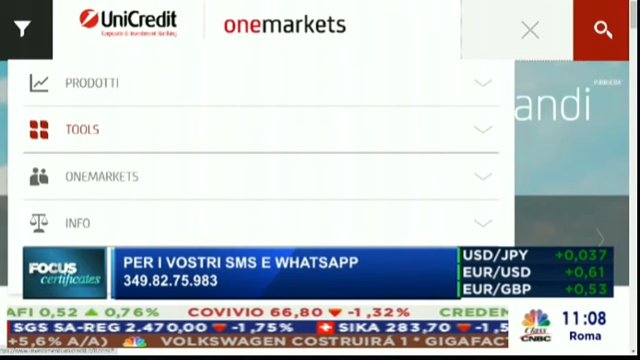 UniCredit
Corporate & Investment Banking
onemarkets
PRODOTTI
TOOLS
ONEMARKETS
INFO
andi
FOCUS
certificates
PER I VOSTRI SMS E WHATSAPP
349.82.75.983
USD/JPY +0,037
EUR/USD +0,61
EUR/GBP +0,53
AFI 0,52 ▲ 0,76% COVIVIO 66,80 ▼ -1,32% CREDEN
SGS SA-REG 2.470,00 ▼ -1,75% SIKA 283,70 ▼ -1,5
+5,6% A/A) VOLKSWAGEN COSTRUIRÀ 1° GIGAFAC
class
CNBC
11:08
Roma